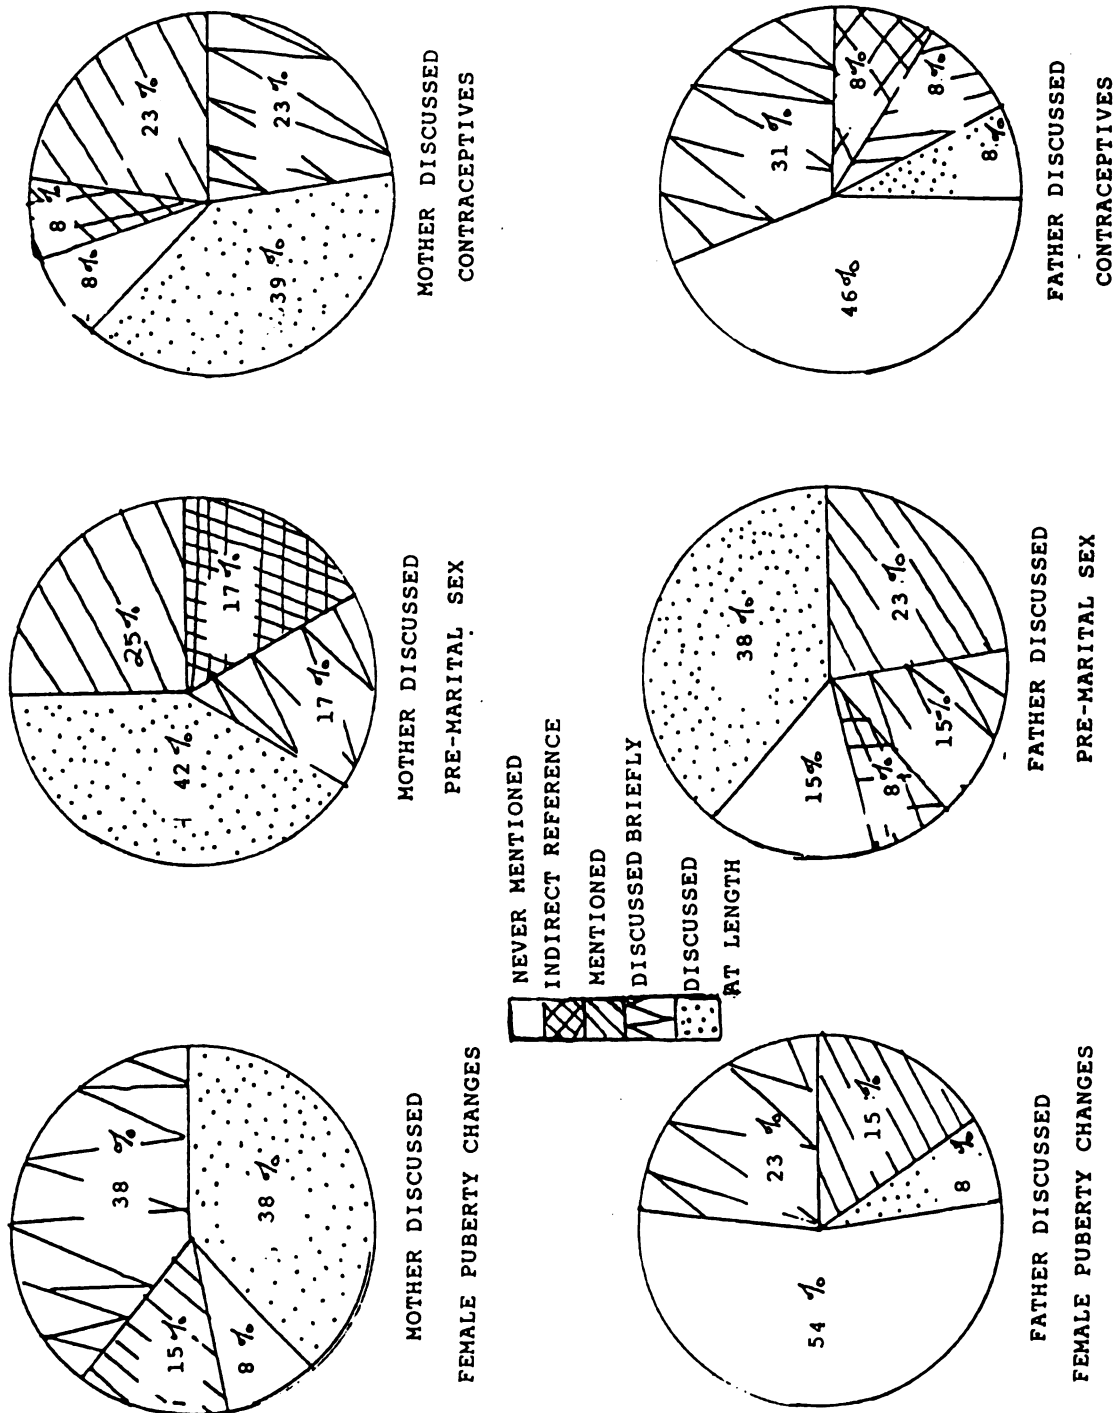 38 %
15 %
8 %
38 %
MOTHER DISCUSSED
FEMALE PUBERTY CHANGES
25%
42 %
17 %
17 %
MOTHER DISCUSSED
PRE-MARITAL SEX
8 %
8%
23 %
39 %
23 %
MOTHER DISCUSSED
CONTRACEPTIVES
NEVER MENTIONED
INDIRECT REFERENCE
MENTIONED
DISCUSSED BRIEFLY
DISCUSSED
AT LENGTH
23 %
54 %
15 %
8 %
FATHER DISCUSSED
FEMALE PUBERTY CHANGES
38 %
15%
8%
23 %
15%
FATHER DISCUSSED
PRE-MARITAL SEX
31 %
46%
8%
8%
8%
FATHER DISCUSSED
CONTRACEPTIVES